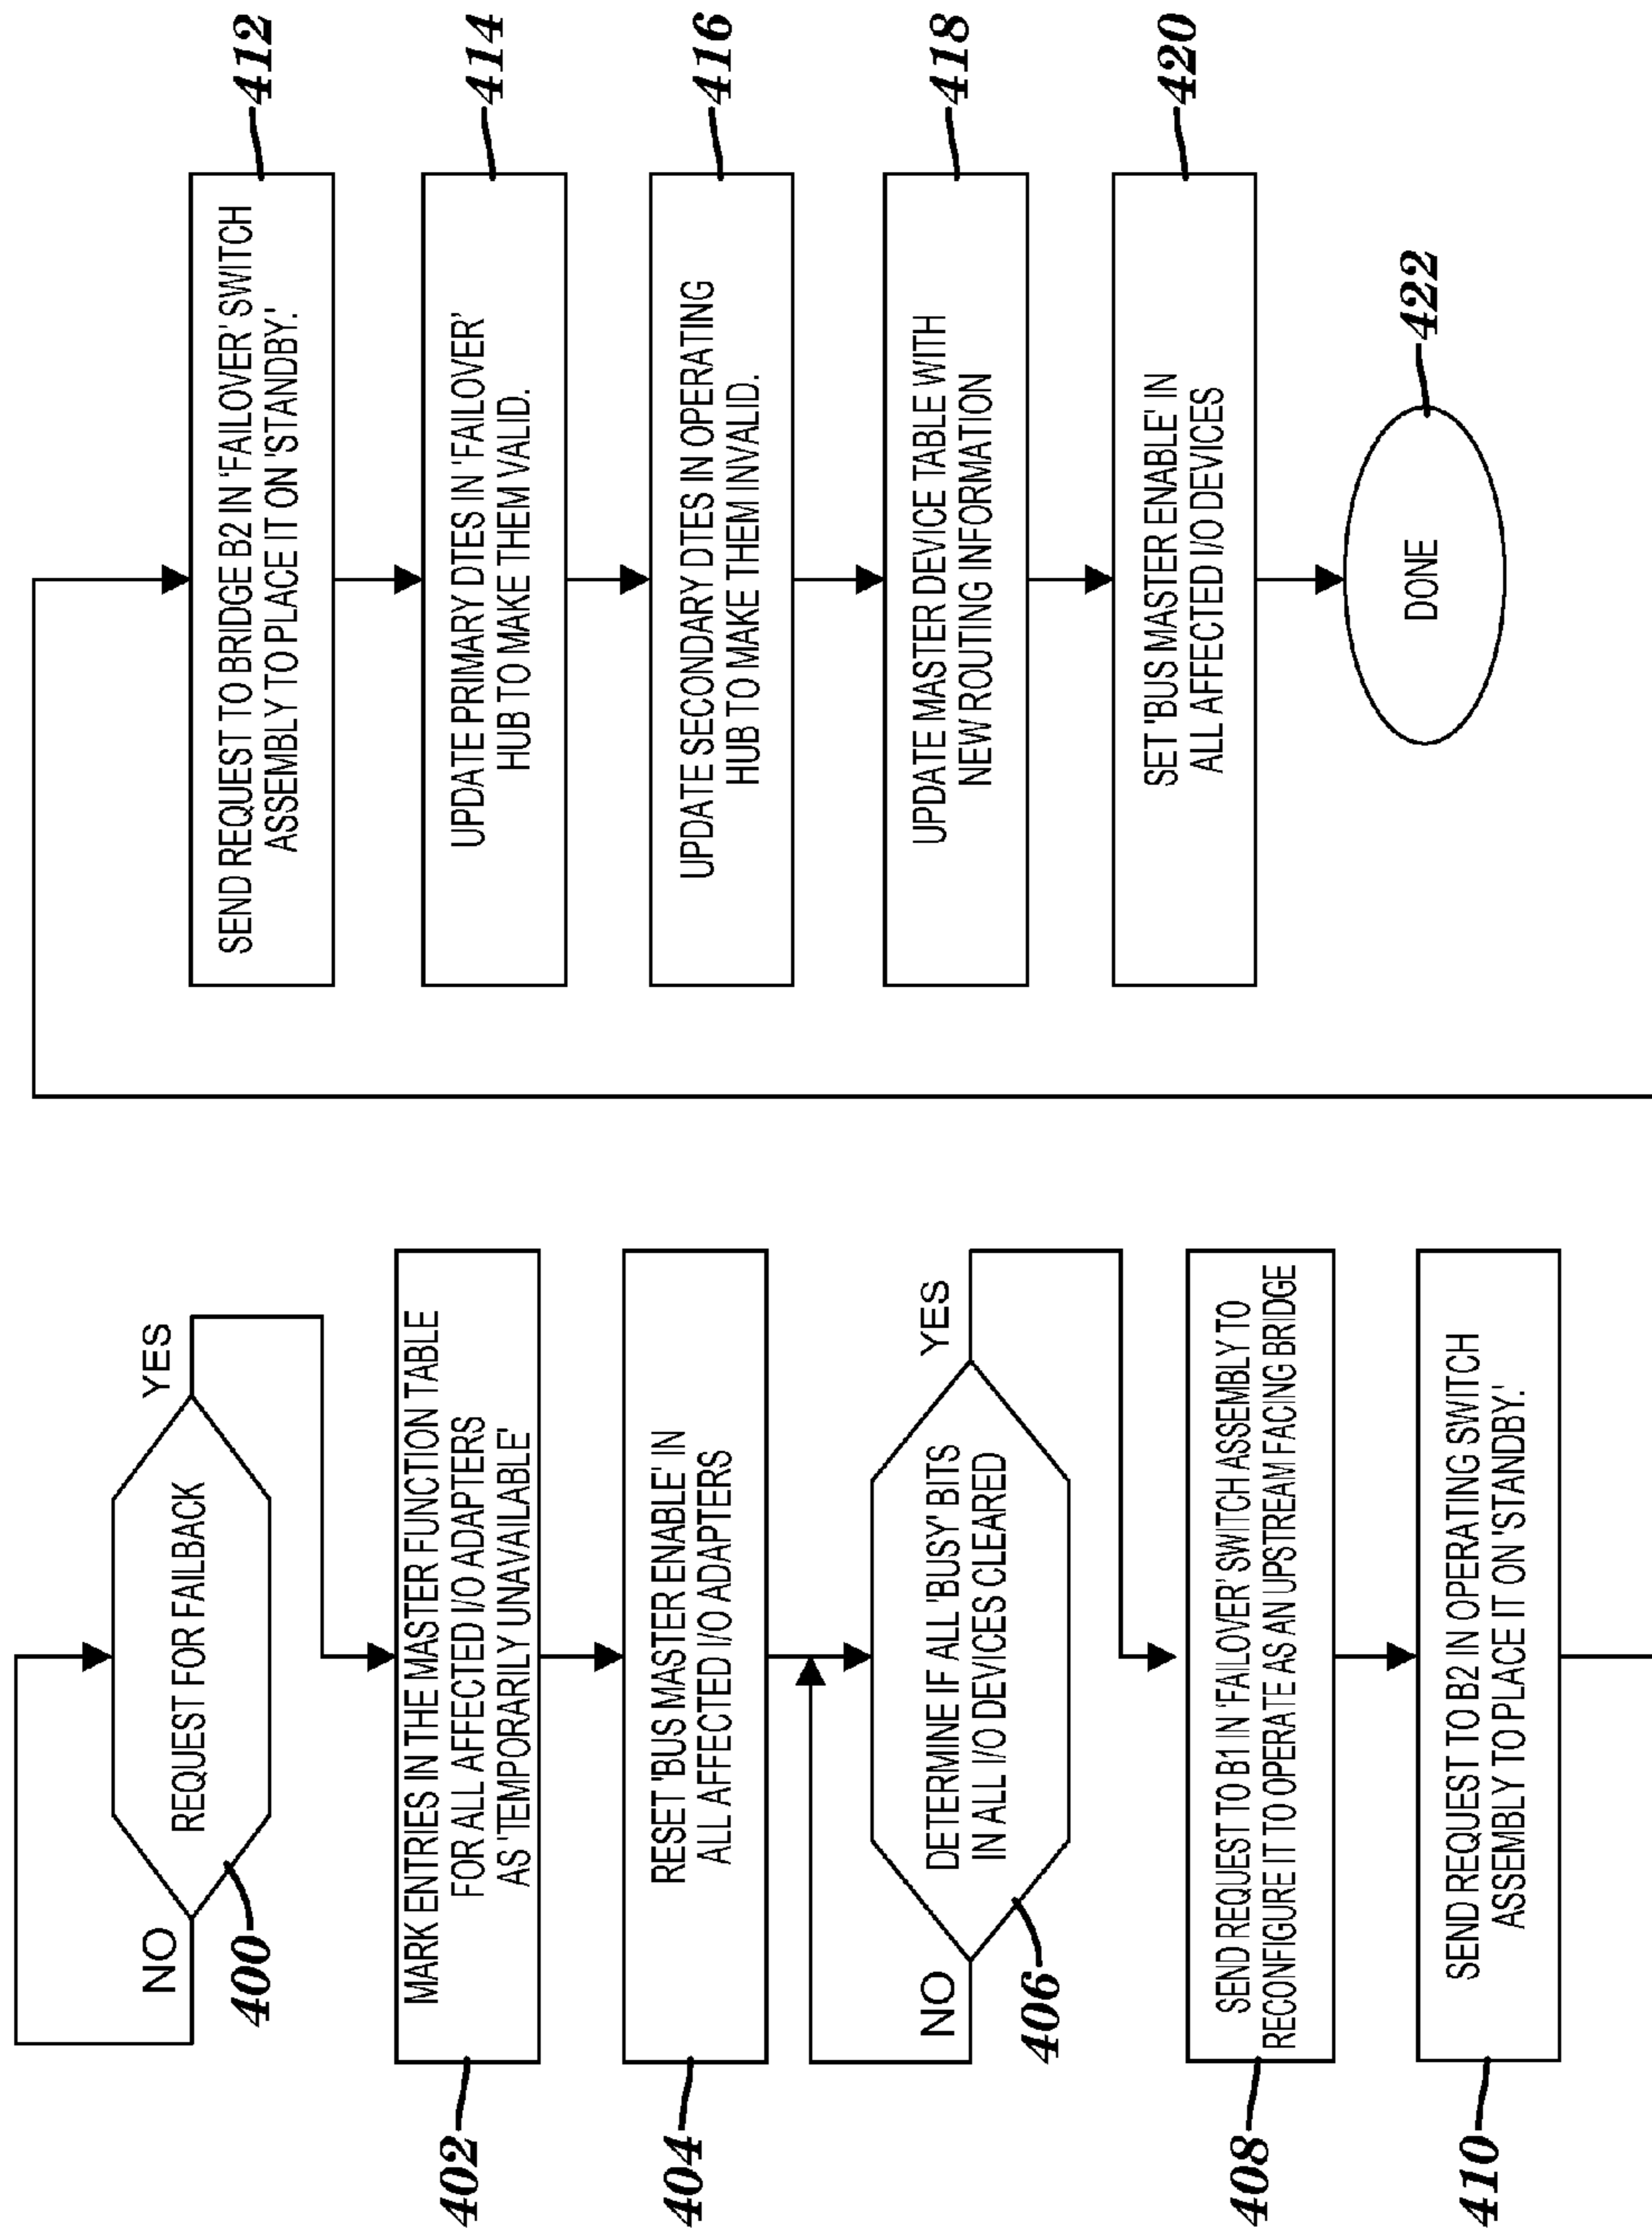 NO
YES
REQUEST FOR FAILBACK
400
MARK ENTRIES IN THE MASTER FUNCTION TABLE
FOR ALL AFFECTED I/O ADAPTERS
AS 'TEMPORARILY UNAVAILABLE'
402
RESET 'BUS MASTER ENABLE' IN
ALL AFFECTED I/O ADAPTERS
404
NO
YES
DETERMINE IF ALL 'BUSY' BITS
IN ALL I/O DEVICES CLEARED
406
SEND REQUEST TO B1 IN 'FAILOVER' SWITCH ASSEMBLY TO
RECONFIGURE IT TO OPERATE AS AN UPSTREAM FACING BRIDGE
408
SEND REQUEST TO B2 IN OPERATING SWITCH
ASSEMBLY TO PLACE IT ON 'STANDBY.'
410
SEND REQUEST TO BRIDGE B2 IN 'FAILOVER' SWITCH
ASSEMBLY TO PLACE IT ON 'STANDBY.'
412
UPDATE PRIMARY DTES IN 'FAILOVER'
HUB TO MAKE THEM VALID.
414
UPDATE SECONDARY DTES IN OPERATING
HUB TO MAKE THEM INVALID.
416
UPDATE MASTER DEVICE TABLE WITH
NEW ROUTING INFORMATION
418
SET 'BUS MASTER ENABLE' IN
ALL AFFECTED I/O DEVICES
420
DONE
422